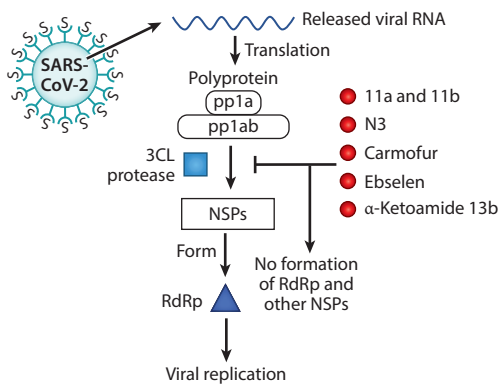 Released viral RNA
S S S S S S S S S S S S S S S S
SARS-
CoV-2
Translation
Polyprotein
pp1a
pp1ab
3CL
protease
11a and 11b
N3
Carmofur
Ebselen
α-Ketoamide 13b
NSPs
Form
RdRp
No formation
of RdRp and
other NSPs
Viral replication